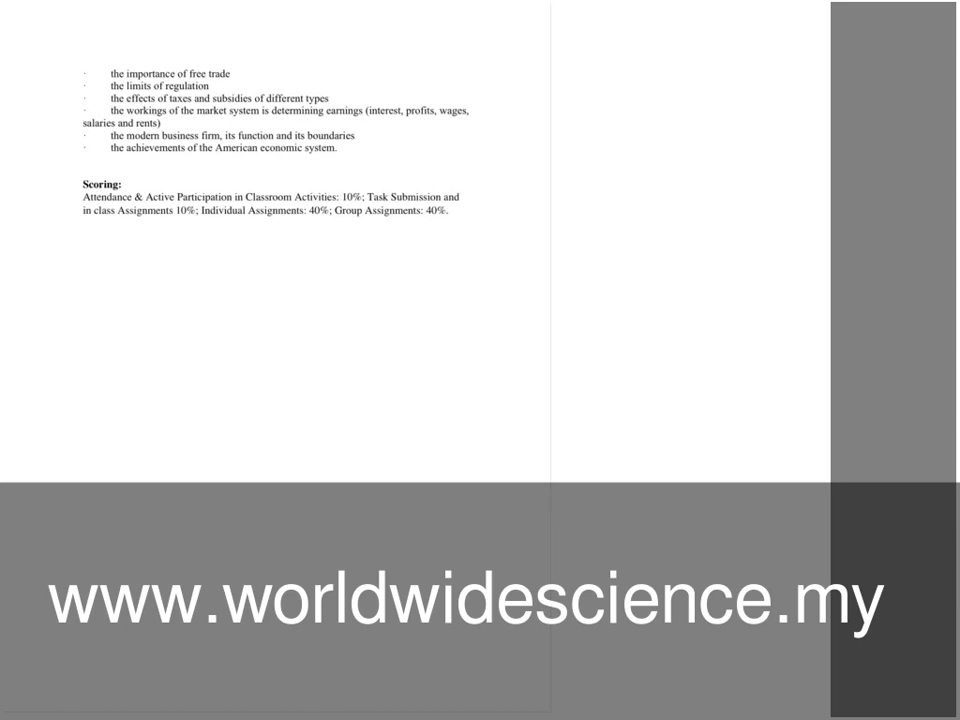 · the importance of free trade
· the limits of regulation
· the effects of taxes and subsidies of different types
· the workings of the market system is determining earnings (interest, profits, wages,
salaries and rents)
· the modern business firm, its function and its boundaries
· the achievements of the American economic system.
Scoring:
Attendance & Active Participation in Classroom Activities: 10%; Task Submission and
in class Assignments 10%; Individual Assignments: 40%; Group Assignments: 40%.
www.worldwidescience.my